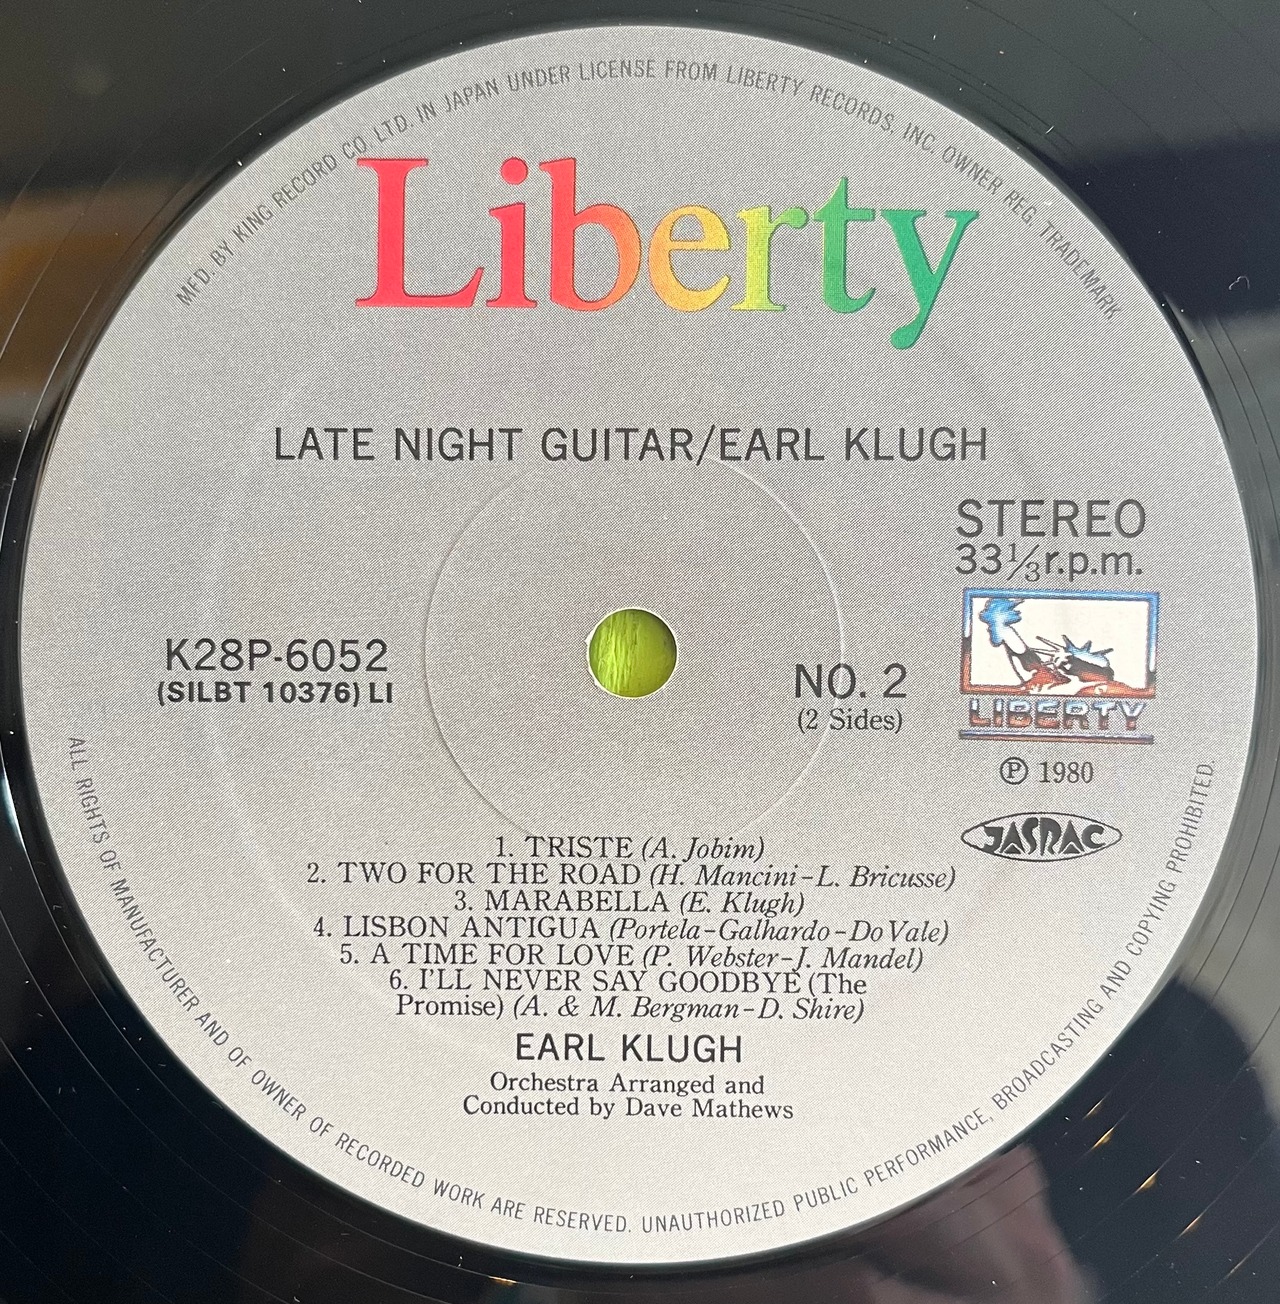 MFD. BY KING RECORD CO. LTD. IN JAPAN UNDER LICENSE FROM LIBERTY RECORDS, INC. OWNER REG. TRADEMARK
Liberty
LATE NIGHT GUITAR/EARL KLUGH
STEREO
33⅓r.p.m.
K28P-6052
(SILBT 10376) LI
NO. 2
(2 Sides)
LIBERTY
Ⓟ 1980
JASRAC
1. TRISTE (A. Jobim)
2. TWO FOR THE ROAD (H. Mancini-L. Bricusse)
3. MARABELLA (E. Klugh)
4. LISBON ANTIGUA (Portela-Galhardo-Do Vale)
5. A TIME FOR LOVE (P. Webster-J. Mandel)
6. I'LL NEVER SAY GOODBYE (The
Promise) (A. & M. Bergman-D. Shire)
EARL KLUGH
Orchestra Arranged and
Conducted by Dave Mathews
ALL RIGHTS OF MANUFACTURER AND OF OWNER OF RECORDED WORK ARE RESERVED. UNAUTHORIZED PUBLIC PERFORMANCE, BROADCASTING AND COPYING PROHIBITED.